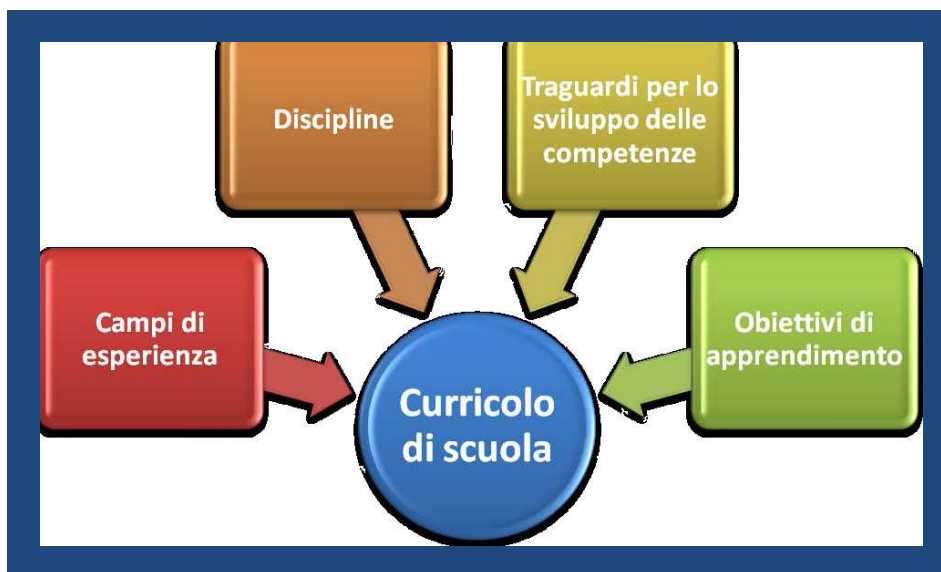 Discipline
Traguardi per lo
sviluppo delle
competenze
Campi di
esperienza
Obiettivi di
apprendimento
Curricolo
di scuola